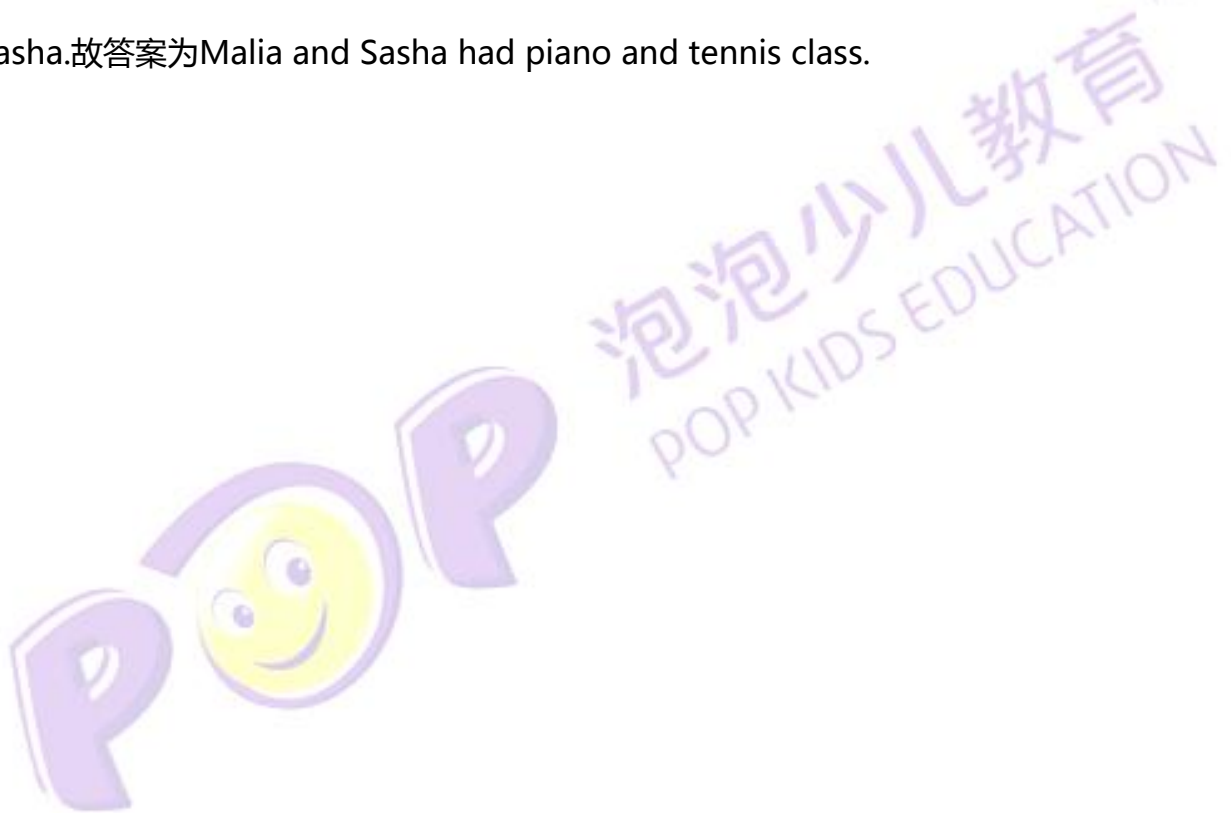 asha.故答案为Malia and Sasha had piano and tennis class.
泡泡少儿教育
POP KIDS EDUCATION
POP